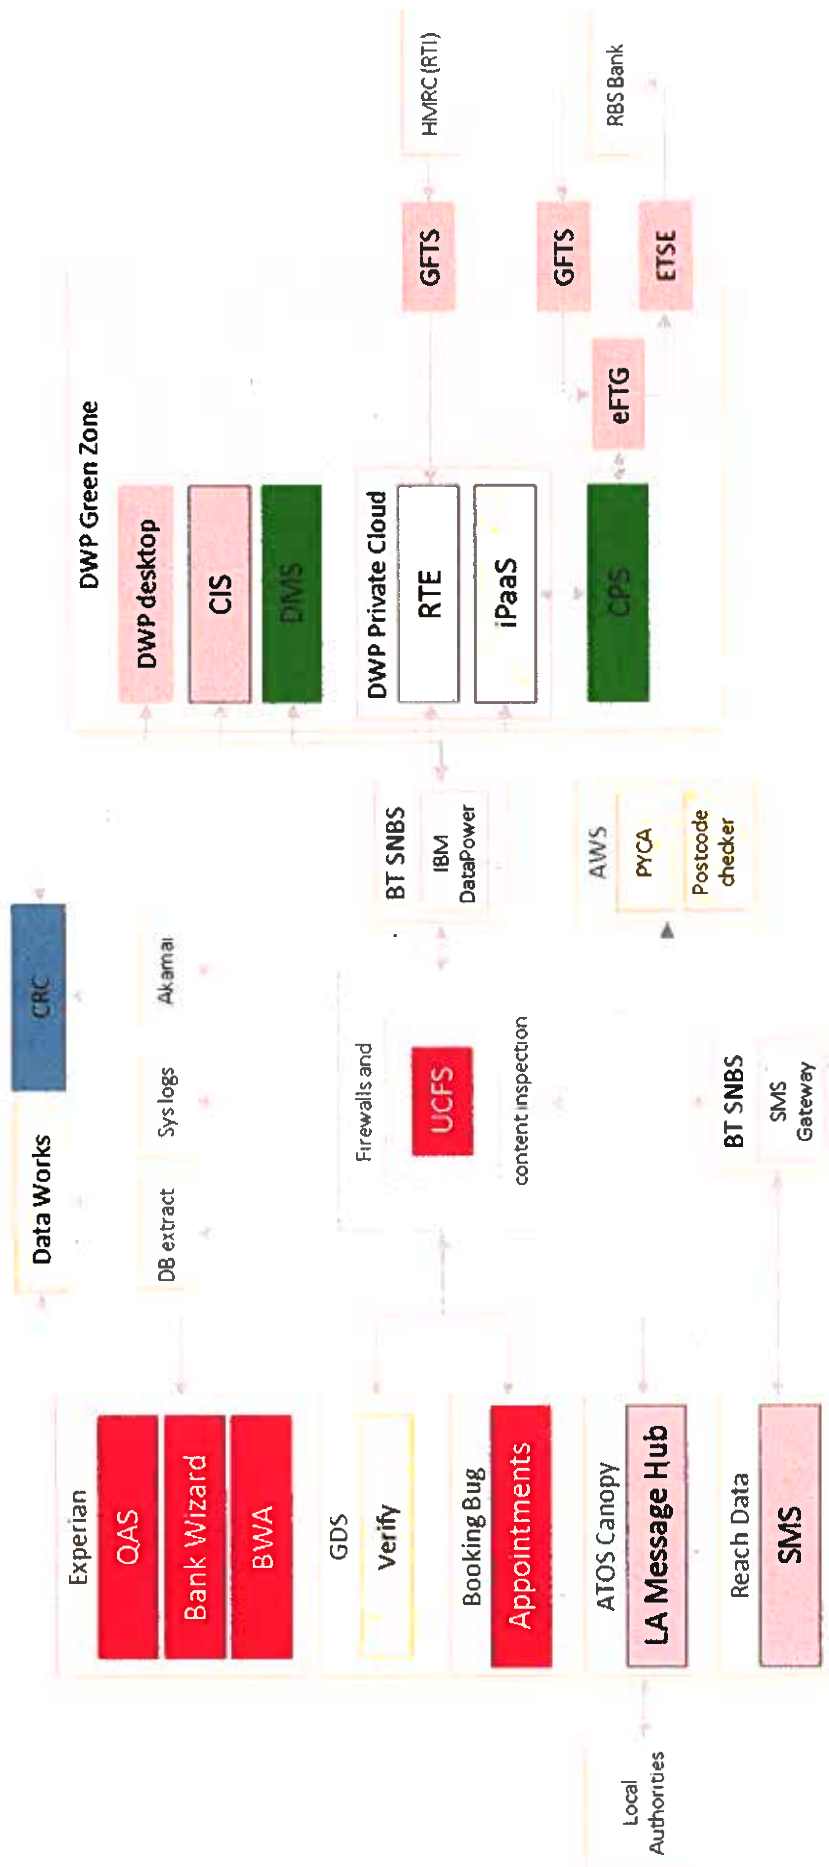 Data Works
CRC
Experian
QAS
Bank Wizard
BWA
DB extract
Sys logs
Akamai
DWP Green Zone
DWP desktop
CIS
DMS
GDS
Verify
Firewalls and
UCFS
content inspection
BT SNBS
IBM
DataPower
DWP Private Cloud
RTE
iPaaS
GFTS
HMRC (RTI)
Booking Bug
Appointments
ATOS Canopy
LA Message Hub
Local
Authorities
AWS
PYCA
Postcode
checker
CPS
eFTG
GFTS
ETSE
RBS Bank
Reach Data
SMS
BT SNBS
SMS
Gateway